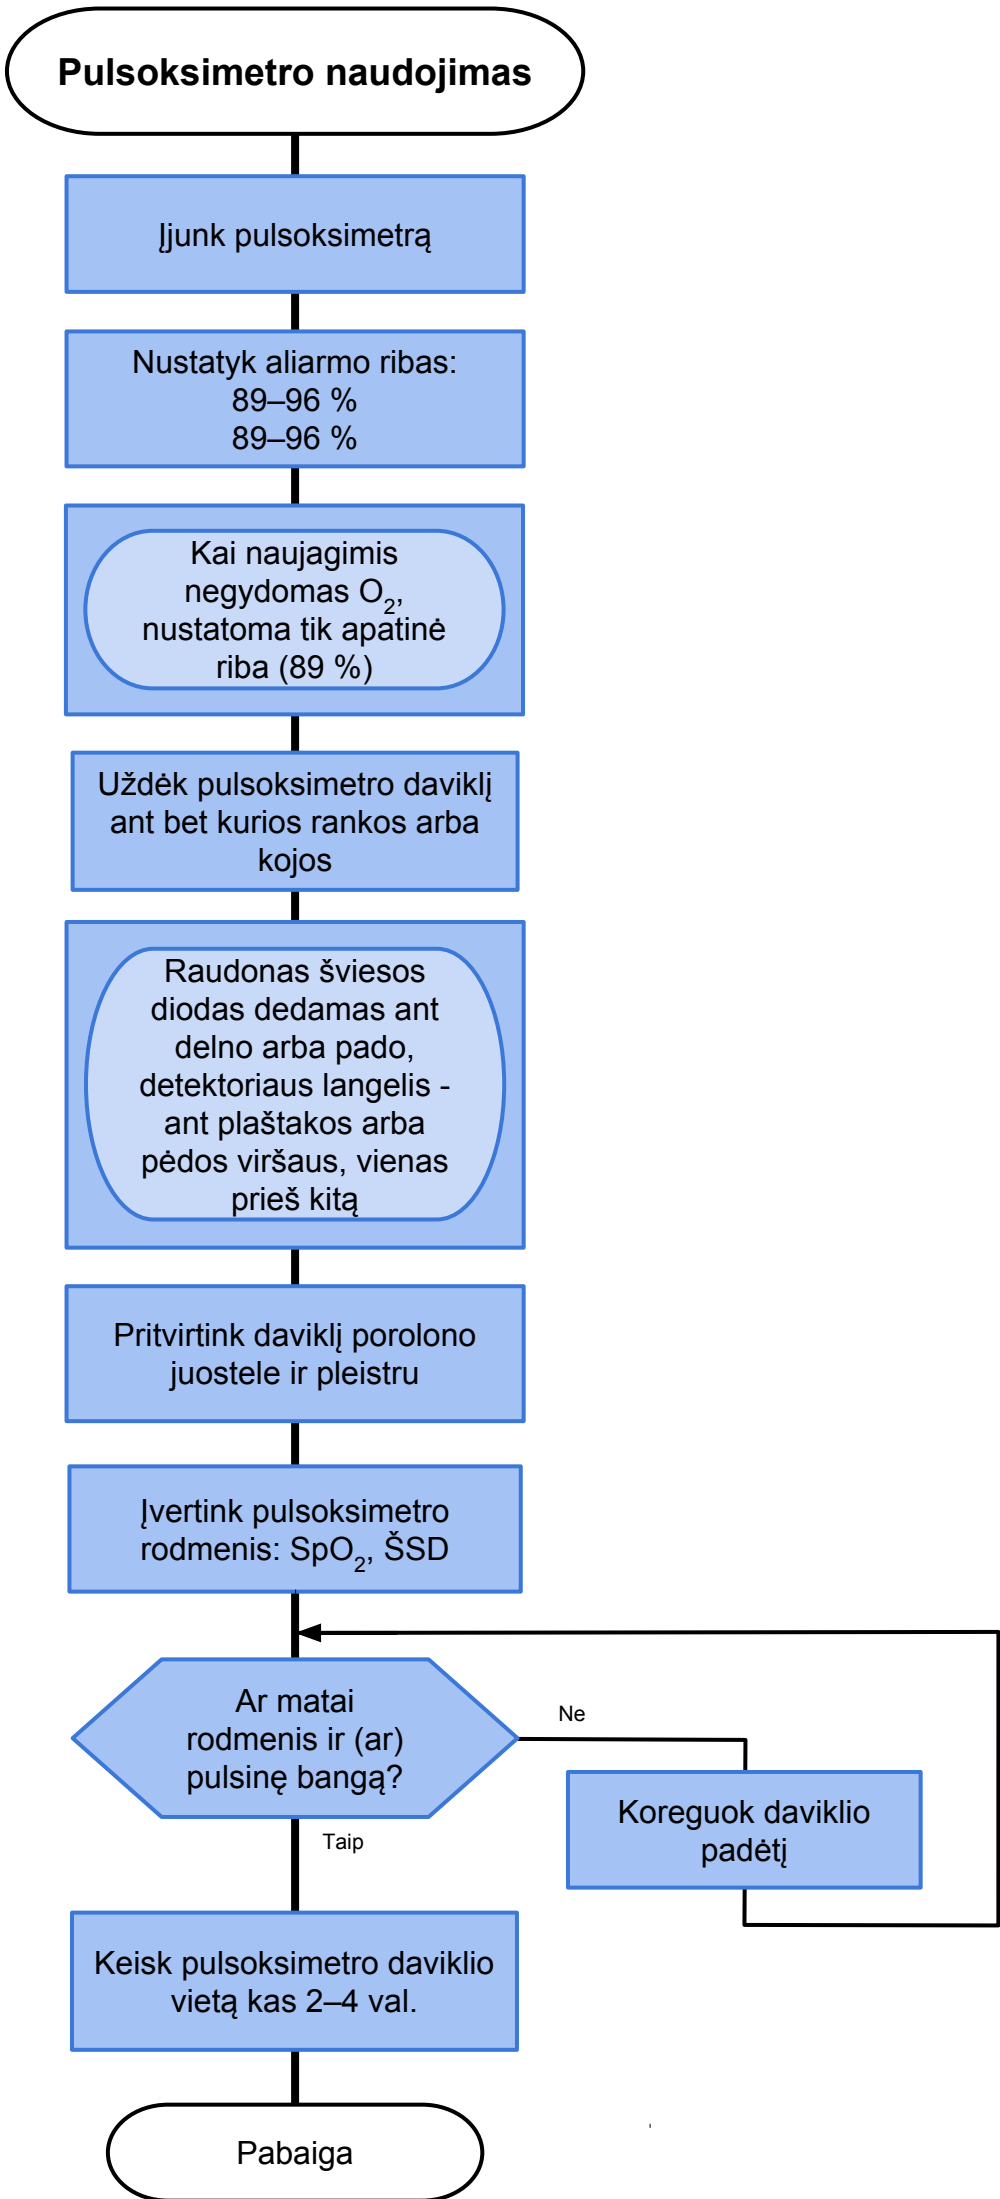 Pulsoksimetro naudojimas
Įjunk pulsoksimetrą
Nustatyk aliarmo ribas:
89–96 %
89–96 %
Kai naujagimis
negydomas O₂,
nustatoma tik apatinė
riba (89 %)
Uždėk pulsoksimetro daviklį
ant bet kurios rankos arba
kojos
Raudonas šviesos
diodas dedamas ant
delno arba pado,
detektoriaus langelis -
ant plaštakos arba
pėdos viršaus, vienas
prieš kitą
Pritvirtink daviklį porolono
juostele ir pleistru
Įvertink pulsoksimetro
rodmenis: SpO₂, ŠSD
Ar matai
rodmenis ir (ar)
pulsinę bangą?
Ne
Koreguok daviklio
padėtį
Taip
Keisk pulsoksimetro daviklio
vietą kas 2–4 val.
Pabaiga